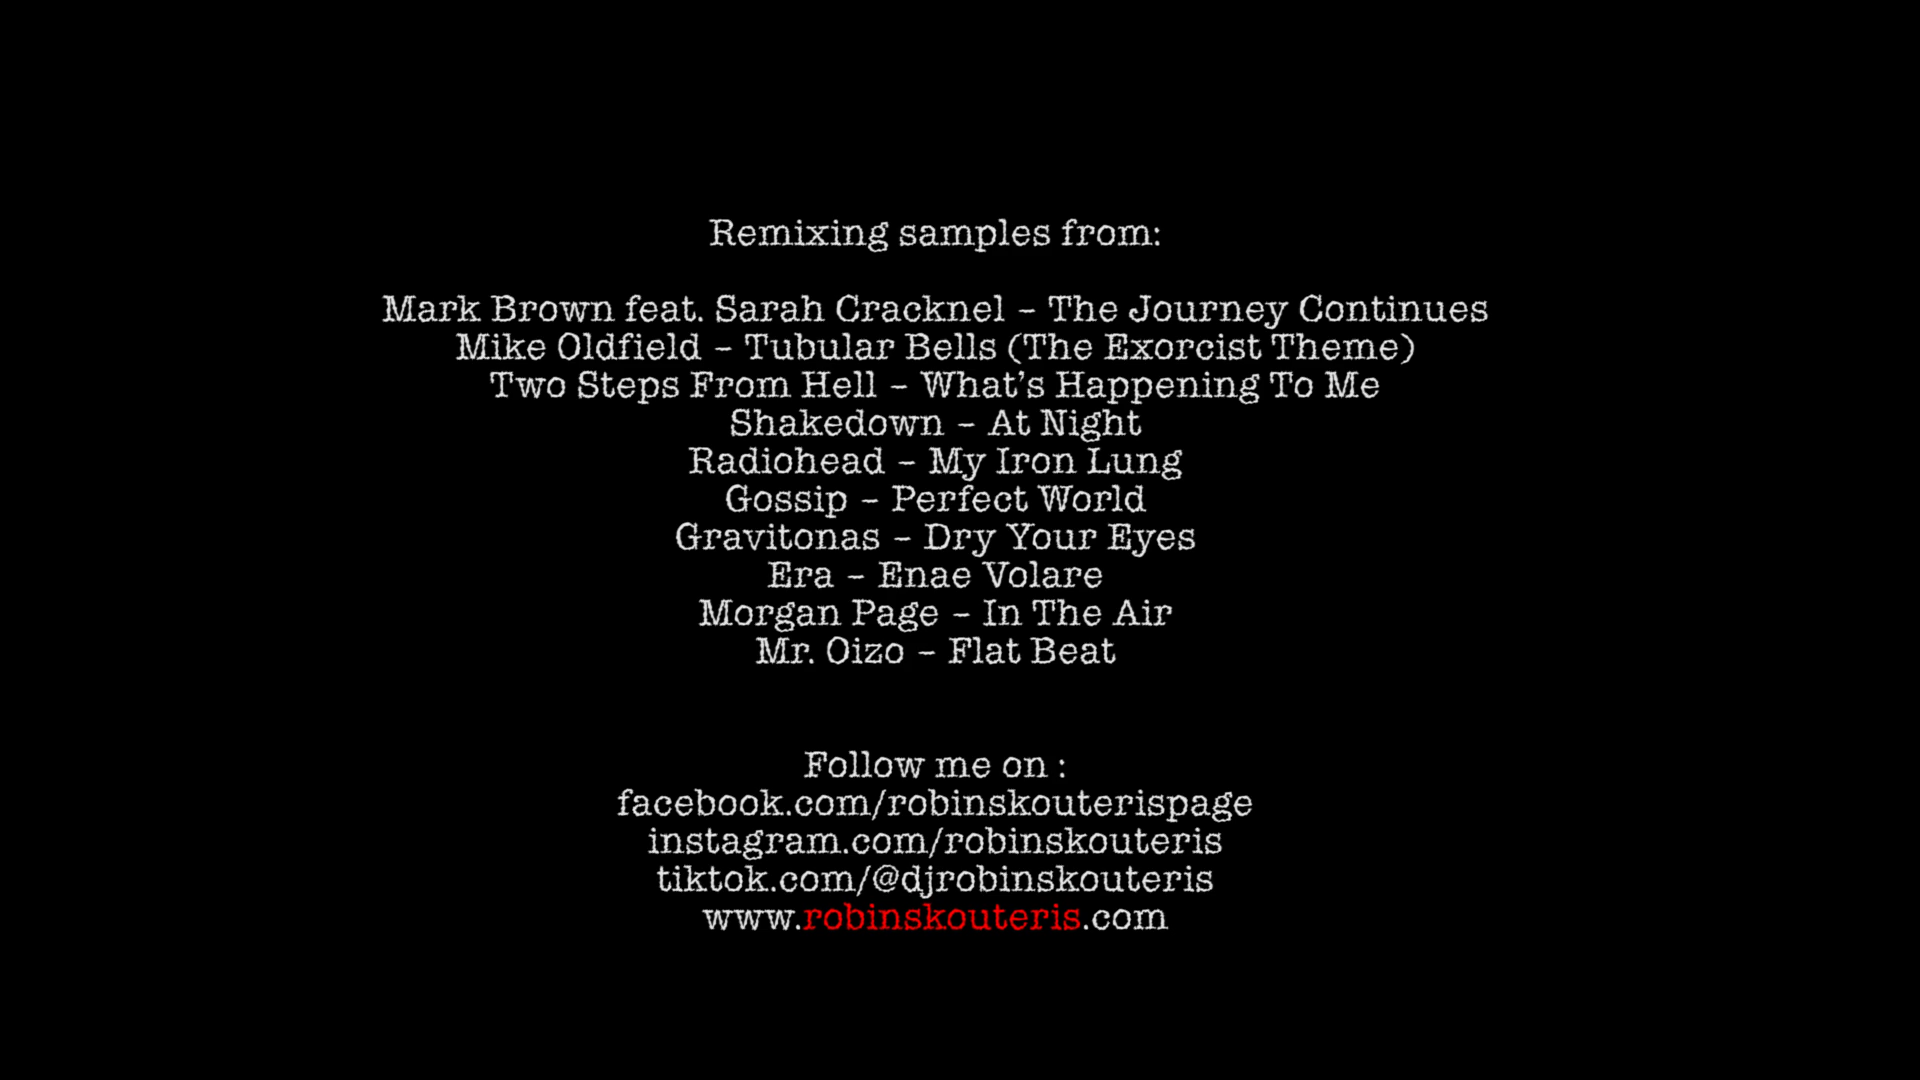 Remixing samples from:
Mark Brown feat. Sarah Cracknel – The Journey Continues
Mike Oldfield – Tubular Bells (The Exorcist Theme)
Two Steps From Hell – What's Happening To Me
Shakedown – At Night
Radiohead – My Iron Lung
Gossip – Perfect World
Gravitonas – Dry Your Eyes
Era – Enae Volare
Morgan Page – In The Air
Mr. Oizo – Flat Beat
Follow me on :
facebook.com/robinskouterispage
instagram.com/robinskouteris
tiktok.com/@djrobinskouteris
www.robinskouteris.com